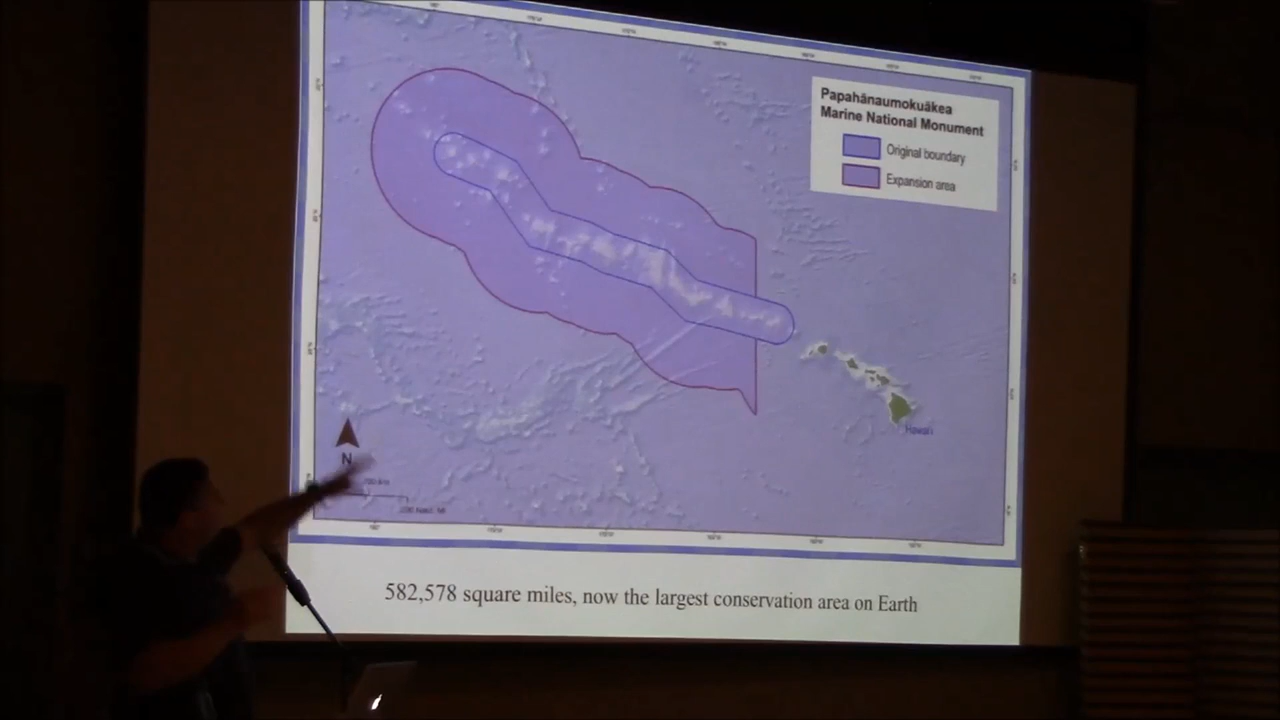 Papahānaumokuākea
Marine National Monument
Original boundary
Expansion area
Hawai'i
N
582,578 square miles, now the largest conservation area on Earth